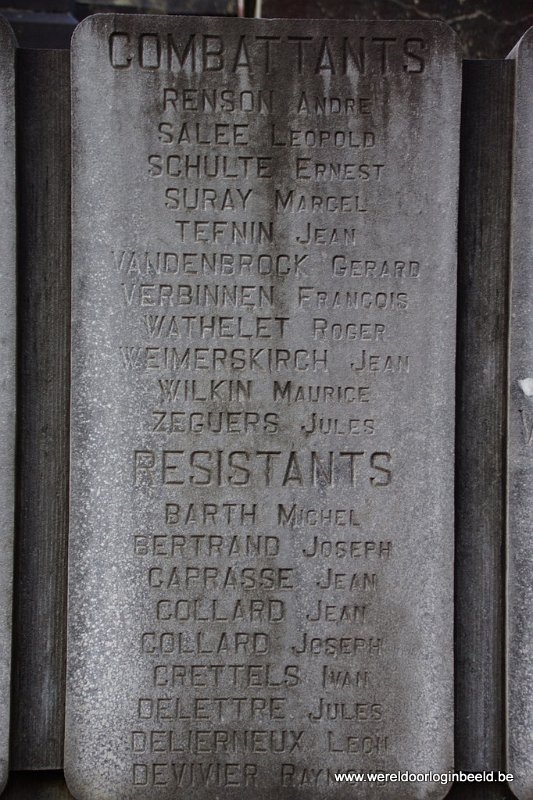 COMBATTANTS
RENSON ANDRE
SALEE LEOPOLD
SCHULTE ERNEST
SURAY MARCEL
TEFNIN JEAN
VANDENBROCK GERARD
VERBINNEN FRANCOIS
WATHELET ROGER
WEIMERSKIRCH JEAN
WILKIN MAURICE
ZEGUERS JULES
RESISTANTS
BARTH MICHEL
BERTRAND JOSEPH
CAPRASSE JEAN
COLLARD JEAN
COLLARD JOSEPH
CRETTELS IVAN
DELETTRE JULES
DELIERNEUX LEON
DEVIVIER RAYMOND
www.wereldoorloginbeeld.be